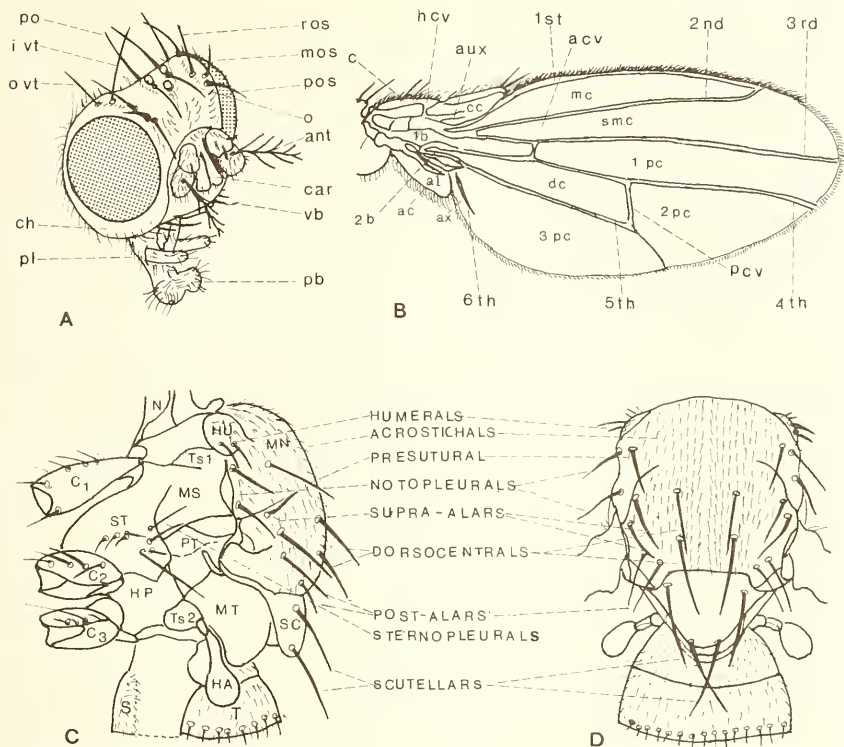 po
i vt
o vt
ch
pl
ros
mos
pos
o
ant
car
vb
pb
A
hcv
1st
acv
2nd
3rd
c
aux
cc
mc
smc
1b
1 pc
dc
2pc
3 pc
al
2b
ac
ax
6th
5th
pcv
4th
B
N
HU
MN
Ts1
C1
MS
ST
PT
C2
HP
MT
Ts2
C3
SC
HA
S
T
C
HUMERALS
ACROSTICHALS
PRESUTURAL
NOTOPLEURALS
SUPRA-ALARS
DORSOCENTRALS
POST-ALARS
STERNOPLEURALS
SCUTELLARS
D